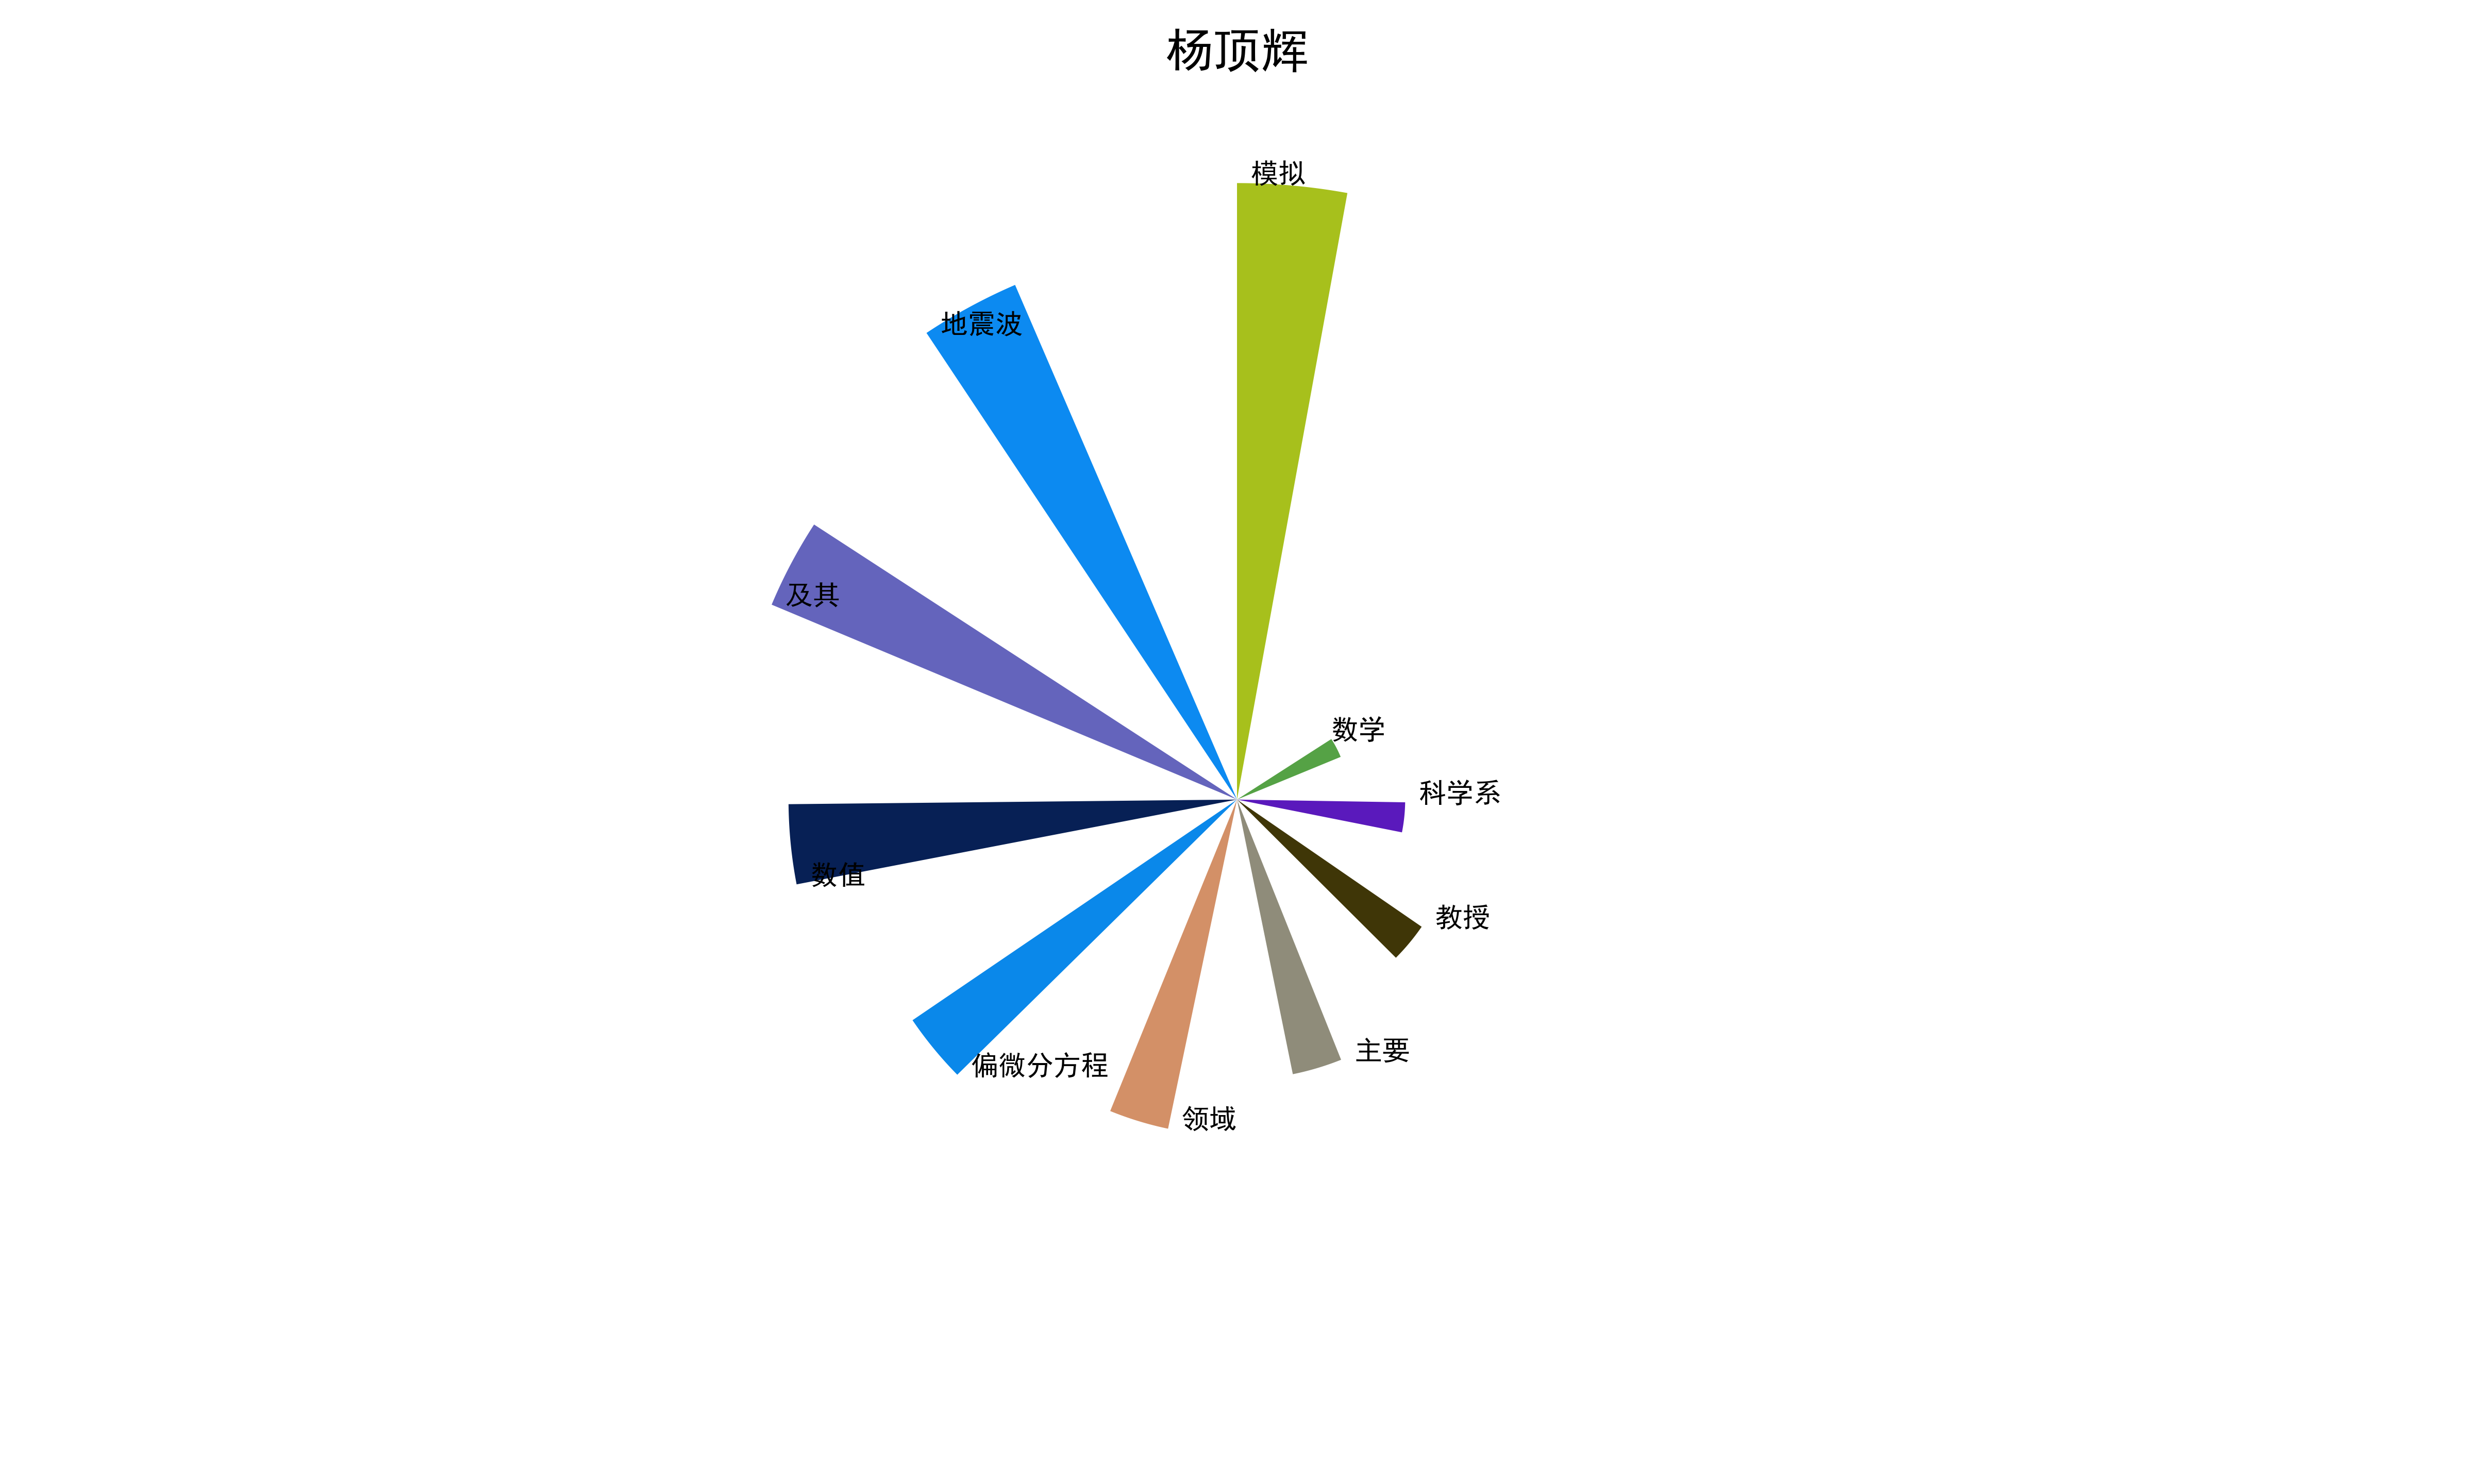 杨顶辉
模拟
地震波
及其
数学
科学系
数值
教授
主要
偏微分方程
领域